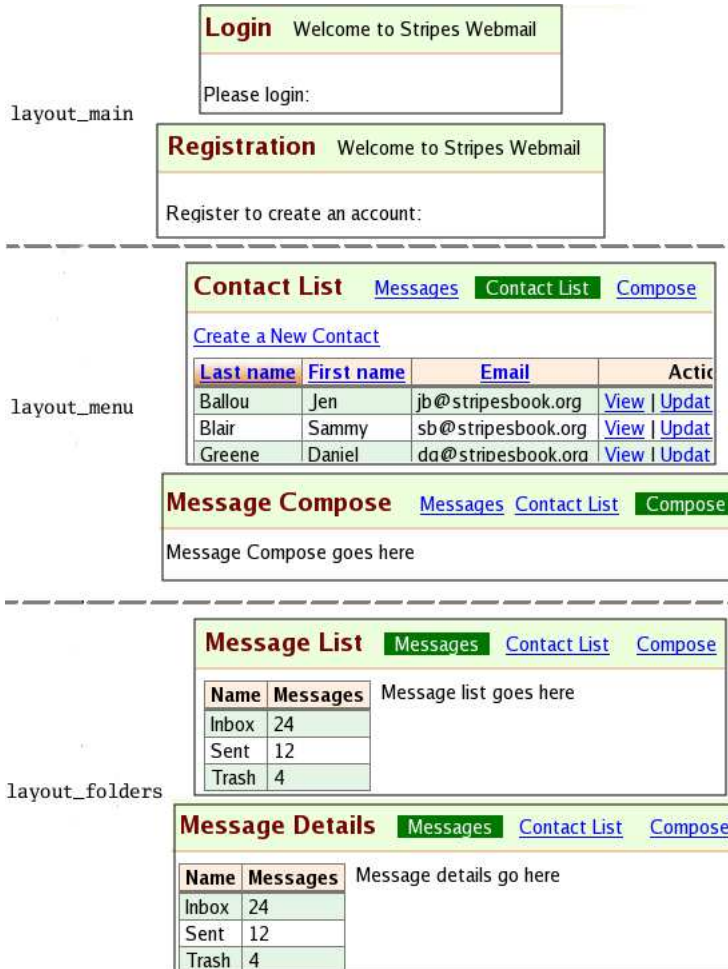 Login Welcome to Stripes Webmail
Please login:
layout_main
Registration Welcome to Stripes Webmail
Register to create an account:
Contact List Messages Contact List Compose
Create a New Contact
Last name First name Email Actio
Ballou Jen jb@stripesbook.org View | Updat
layout_menu
Blair Sammy sb@stripesbook.org View | Updat
Greene Daniel dg@stripesbook.org View | Updat
Message Compose Messages Contact List Compose
Message Compose goes here
Message List Messages Contact List Compose
Name Messages Message list goes here
Inbox 24
Sent 12
Trash 4
layout_folders
Message Details Messages Contact List Compose
Name Messages Message details go here
Inbox 24
Sent 12
Trash 4